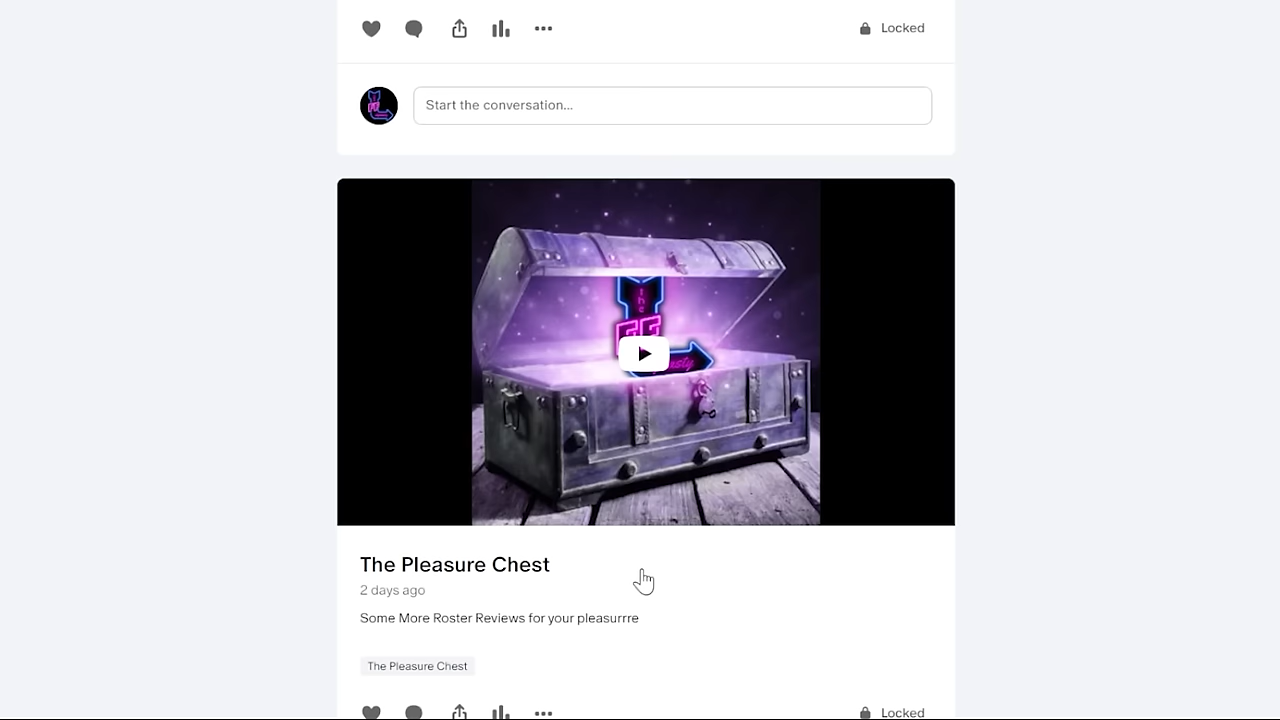 Locked
Start the conversation...
the
The Pleasure Chest
2 days ago
Some More Roster Reviews for your pleasurrre
The Pleasure Chest
Locked